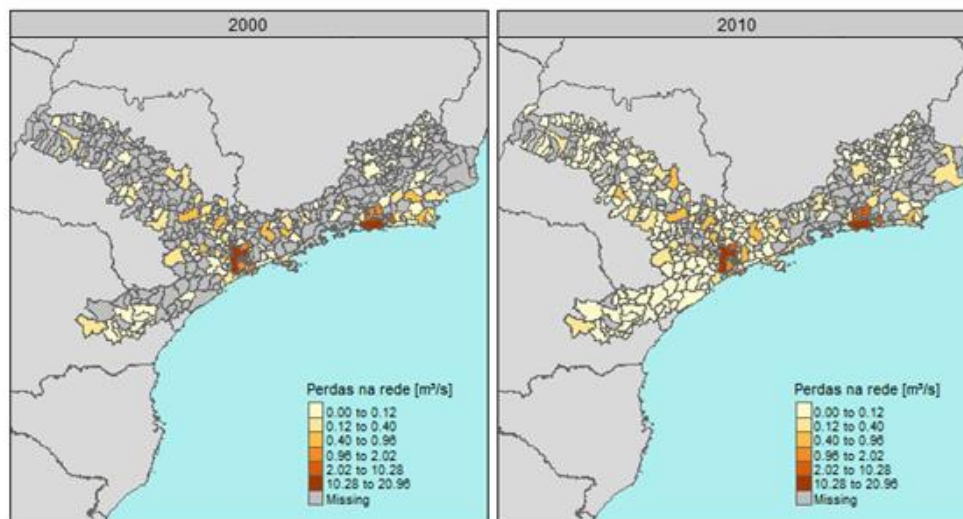 2000
2010
Perdas na rede [m³/s]
0.00 to 0.12
0.12 to 0.40
0.40 to 0.96
0.96 to 2.02
2.02 to 10.28
10.28 to 20.96
Missing
Perdas na rede [m³/s]
0.00 to 0.12
0.12 to 0.40
0.40 to 0.96
0.96 to 2.02
2.02 to 10.28
10.28 to 20.96
Missing